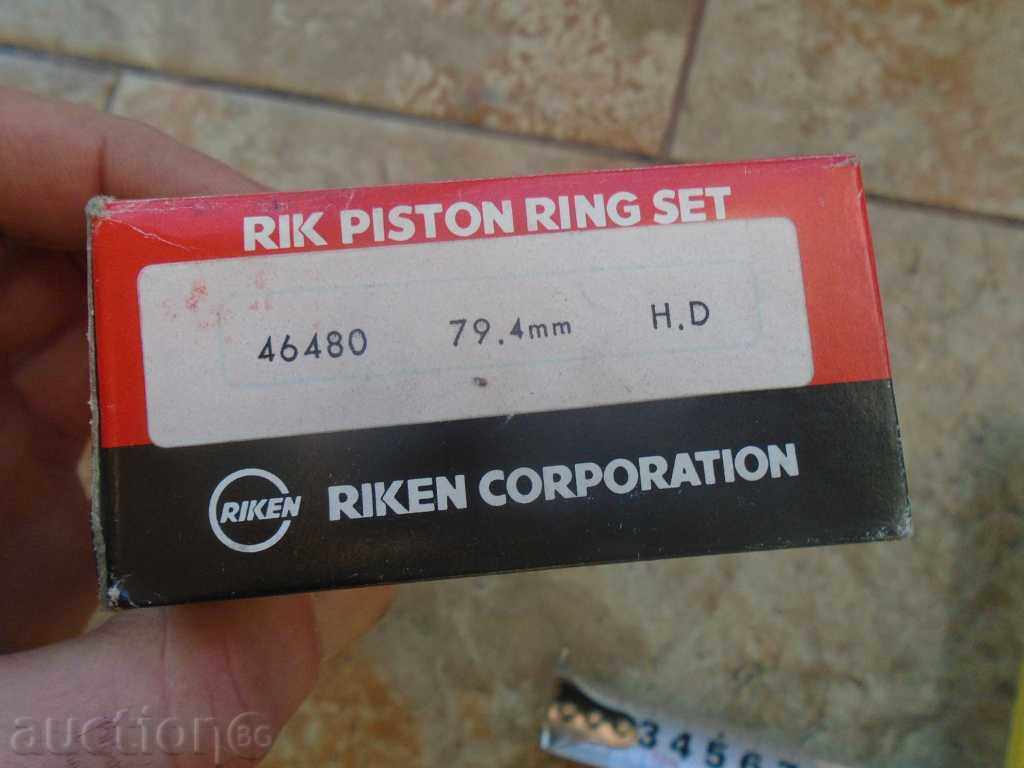 RIK PISTON RING SET
46480 79.4mm H.D
RIKEN RIKEN CORPORATION
34567
auction BG